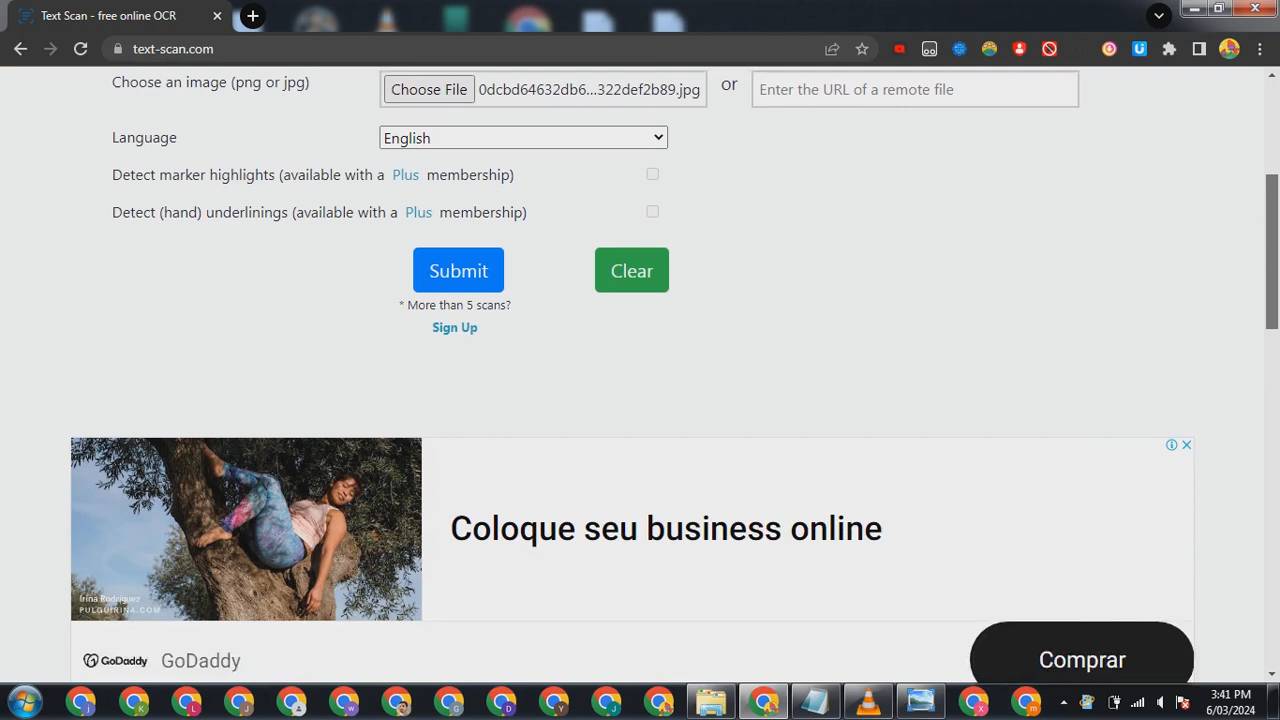 Text Scan - free online OCR
text-scan.com
Choose an image (png or jpg)
Choose File 0dcbd64632db6...322def2b89.jpg
or
Enter the URL of a remote file
Language
English
Detect marker highlights (available with a Plus membership)
Detect (hand) underlinings (available with a Plus membership)
Submit
Clear
* More than 5 scans?
Sign Up
Coloque seu business online
Irina Rodriguez
PULGUIRINA.COM
GoDaddy
GoDaddy
Comprar
3:41 PM
6/03/2024